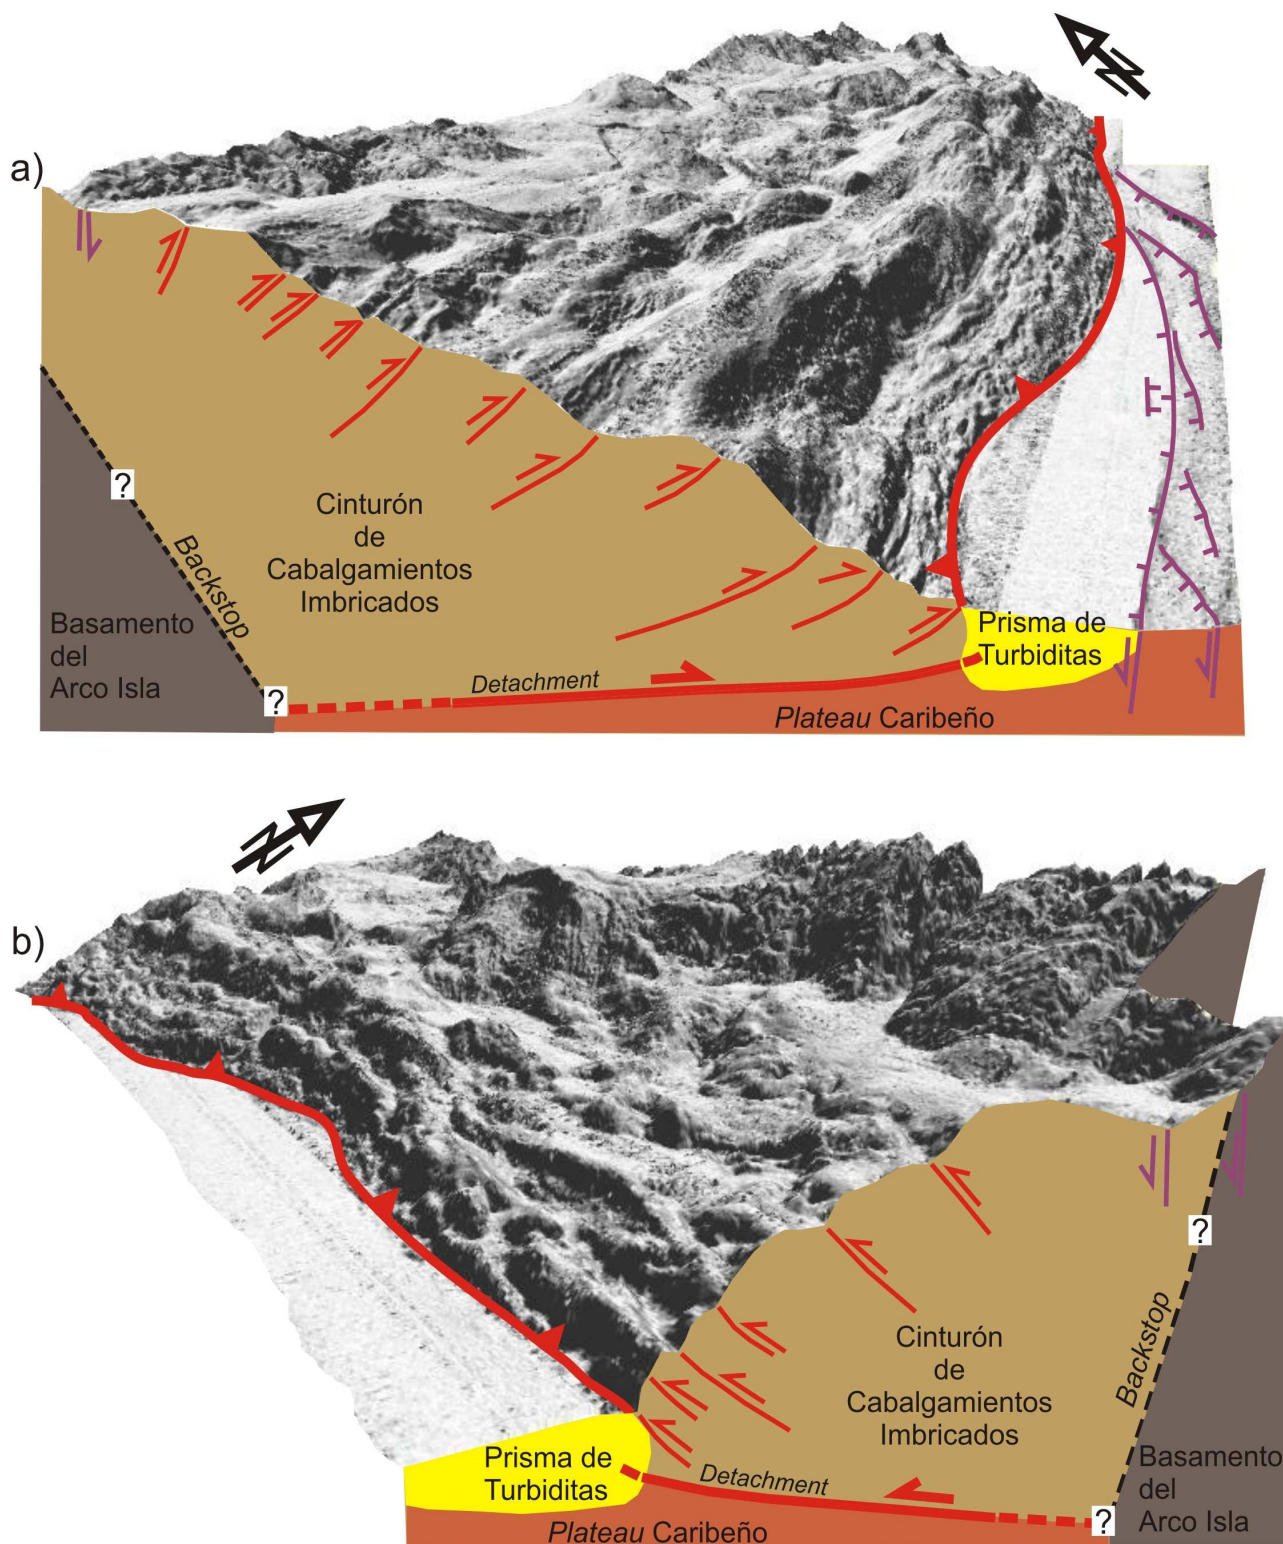 a)
?
Backstop
Cinturón
de
Cabalgamientos
Imbricados
Basamento
del
Arco Isla
?
Detachment
Prisma de
Turbiditas
Plateau Caribeño
N
N
b)
?
Backstop
Cinturón
de
Cabalgamientos
Imbricados
Prisma de
Turbiditas
Detachment
Basamento
del
Arco Isla
?
Plateau Caribeño